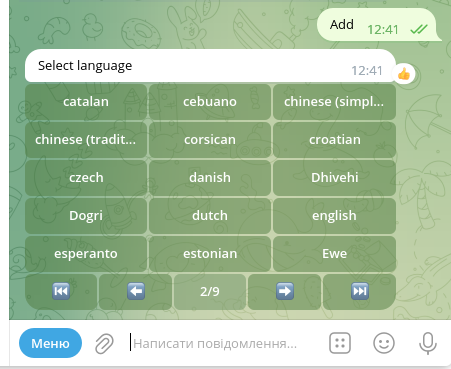 Add 12:41
Select language
12:41
catalan cebuano chinese (simpl...
chinese (tradit... corsican croatian
czech danish Dhivehi
Dogri dutch english
esperanto estonian Ewe
2/9
Меню Написати повідомлення...